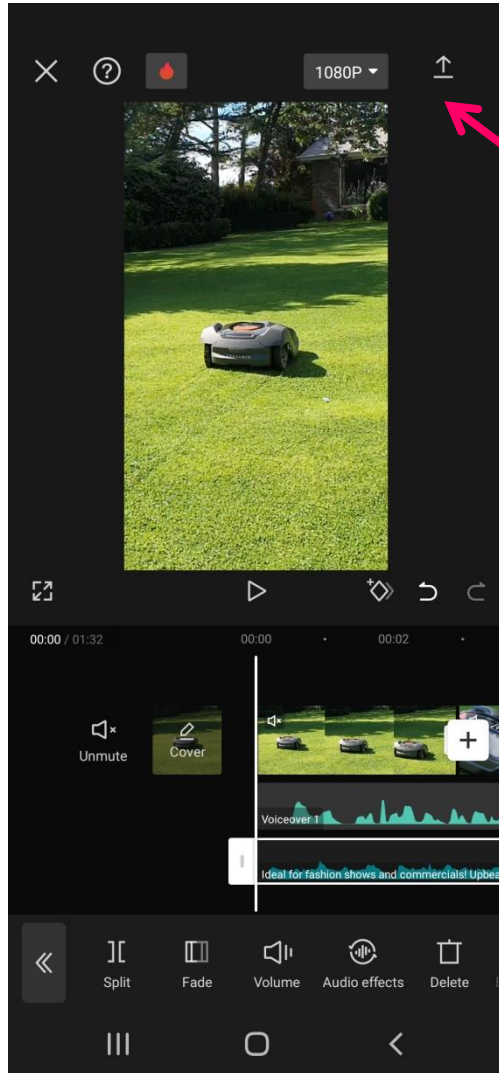 1080P
00:00 / 01:32
00:00
00:02
Unmute
Cover
Voiceover 1
Ideal for fashion shows and commercials! Upbea
Split
Fade
Volume
Audio effects
Delete